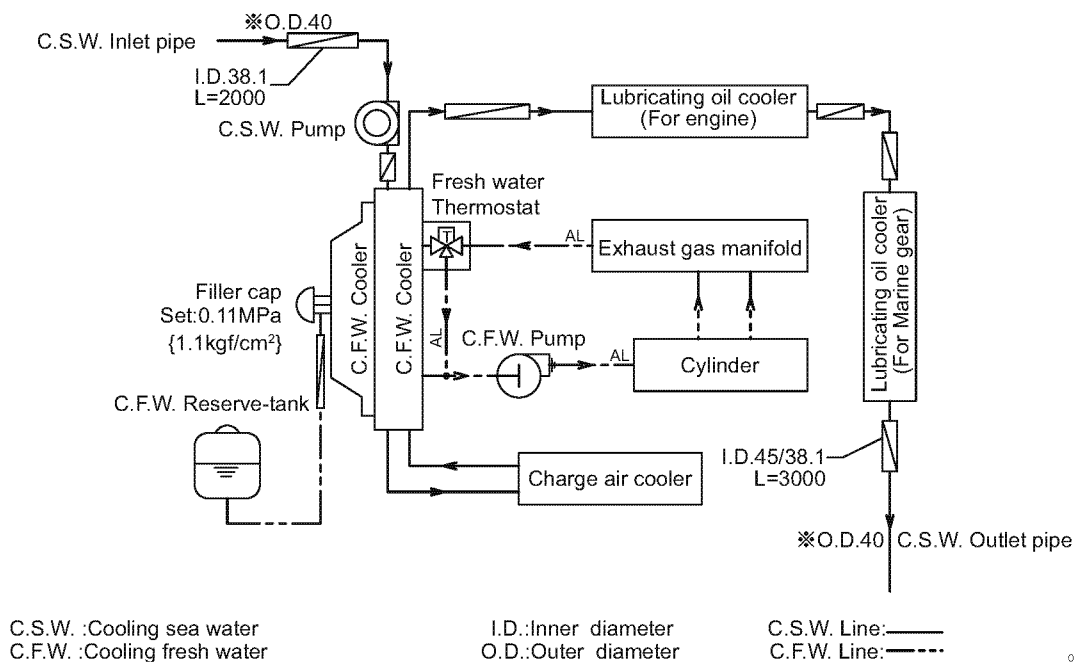 ※O.D.40
C.S.W. Inlet pipe
I.D.38.1
L=2000
C.S.W. Pump
Lubricating oil cooler
(For engine)
Fresh water
Thermostat
T
AL
Exhaust gas manifold
Lubricating oil cooler
(For Marine gear)
C.F.W. Cooler
C.F.W. Cooler
Filler cap
Set:0.11MPa
{1.1kgf/cm²}
AL
C.F.W. Pump
AL
Cylinder
C.F.W. Reserve-tank
I.D.45/38.1
L=3000
Charge air cooler
※O.D.40
C.S.W. Outlet pipe
C.S.W. :Cooling sea water
C.F.W. :Cooling fresh water
I.D.:Inner diameter
O.D.:Outer diameter
C.S.W. Line:
C.F.W. Line:
0